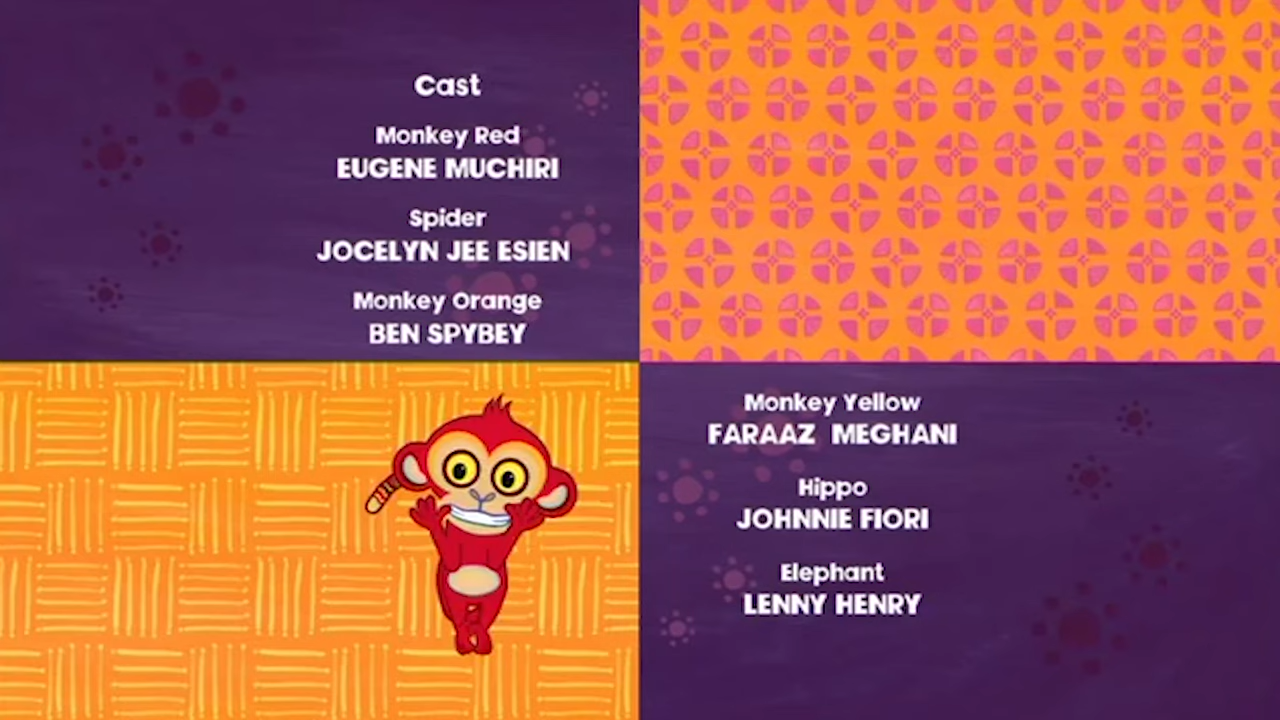 Cast
Monkey Red
EUGENE MUCHIRI
Spider
JOCELYN JEE ESIEN
Monkey Orange
BEN SPYBEY
Monkey Yellow
FARAAZ MEGHANI
Hippo
JOHNNIE FIORI
Elephant
LENNY HENRY